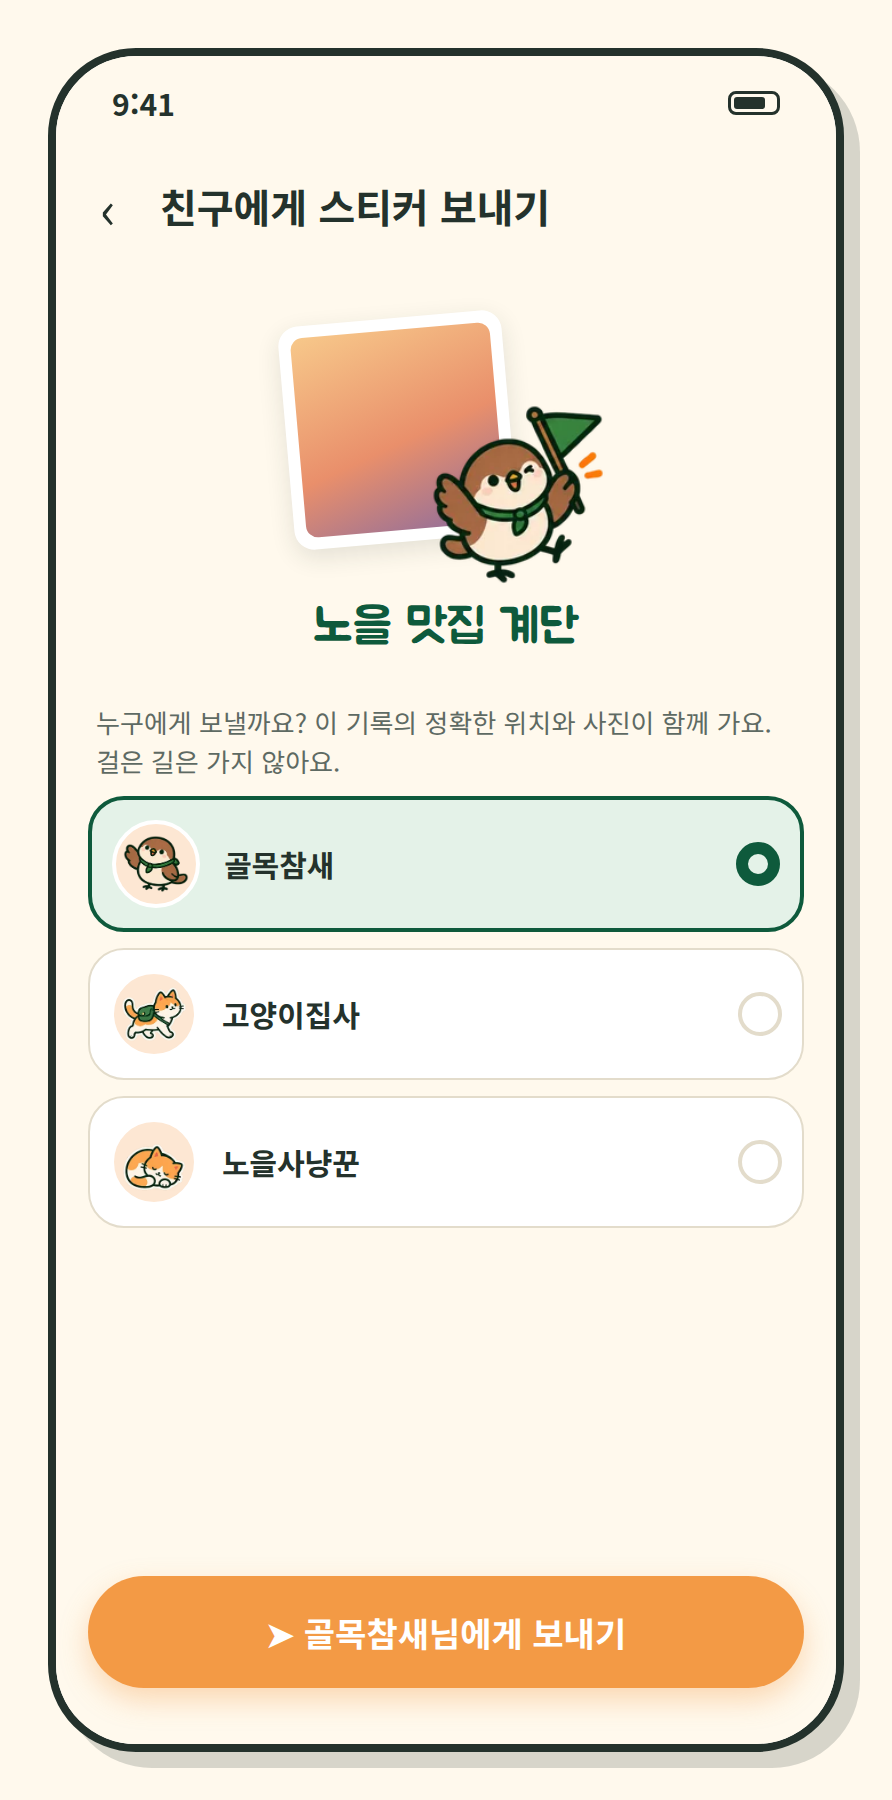 9:41
‹ 친구에게 스티커 보내기
노을 맛집 계단
누구에게 보낼까요? 이 기록의 정확한 위치와 사진이 함께 가요.
걸은 길은 가지 않아요.
골목참새
고양이집사
노을사냥꾼
➤ 골목참새님에게 보내기